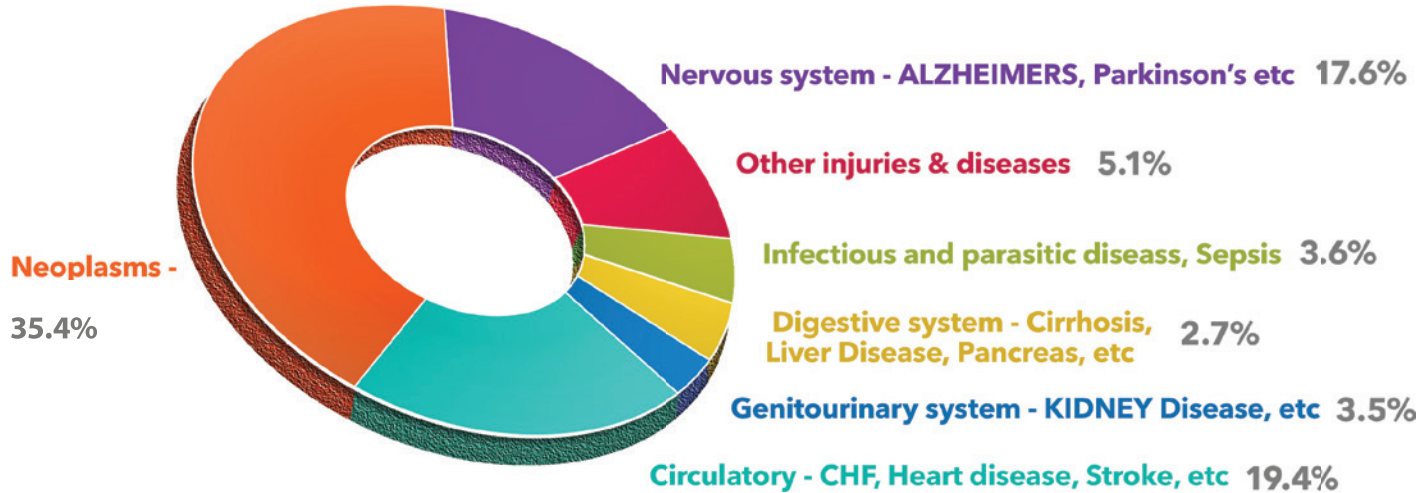 Nervous system - ALZHEIMERS, Parkinson's etc 17.6%
Other injuries & diseases 5.1%
Infectious and parasitic diseass, Sepsis 3.6%
Neoplasms -
35.4%
Digestive system - Cirrhosis,
Liver Disease, Pancreas, etc 2.7%
Genitourinary system - KIDNEY Disease, etc 3.5%
Circulatory - CHF, Heart disease, Stroke, etc 19.4%